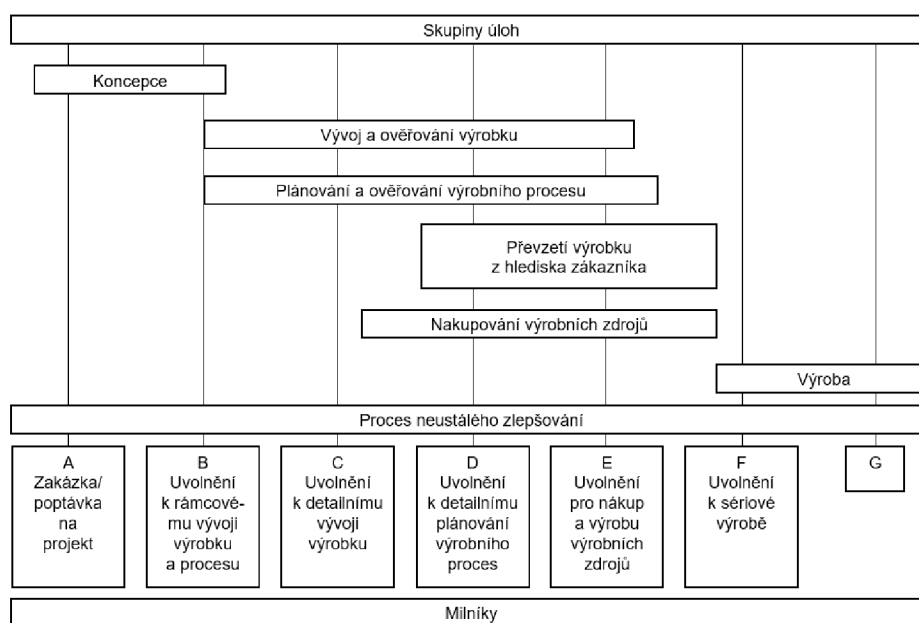 Skupiny úloh
Koncepce
Vývoj a ověřování výrobku
Plánování a ověřování výrobního procesu
Převzetí výrobku
z hlediska zákazníka
Nakupování výrobních zdrojů
Výroba
Proces neustálého zlepšování
A
Zakázka/
poptávka
na
projekt
B
Uvolnění
k rámcové-
mu vývoji
výrobku
a procesu
C
Uvolnění
k detailnímu
vývoji
výrobku
D
Uvolnění
k detailnímu
plánování
výrobního
proces
E
Uvolnění
pro nákup
a výrobu
výrobních
zdrojů
F
Uvolnění
k sériové
výrobě
G
Milníky